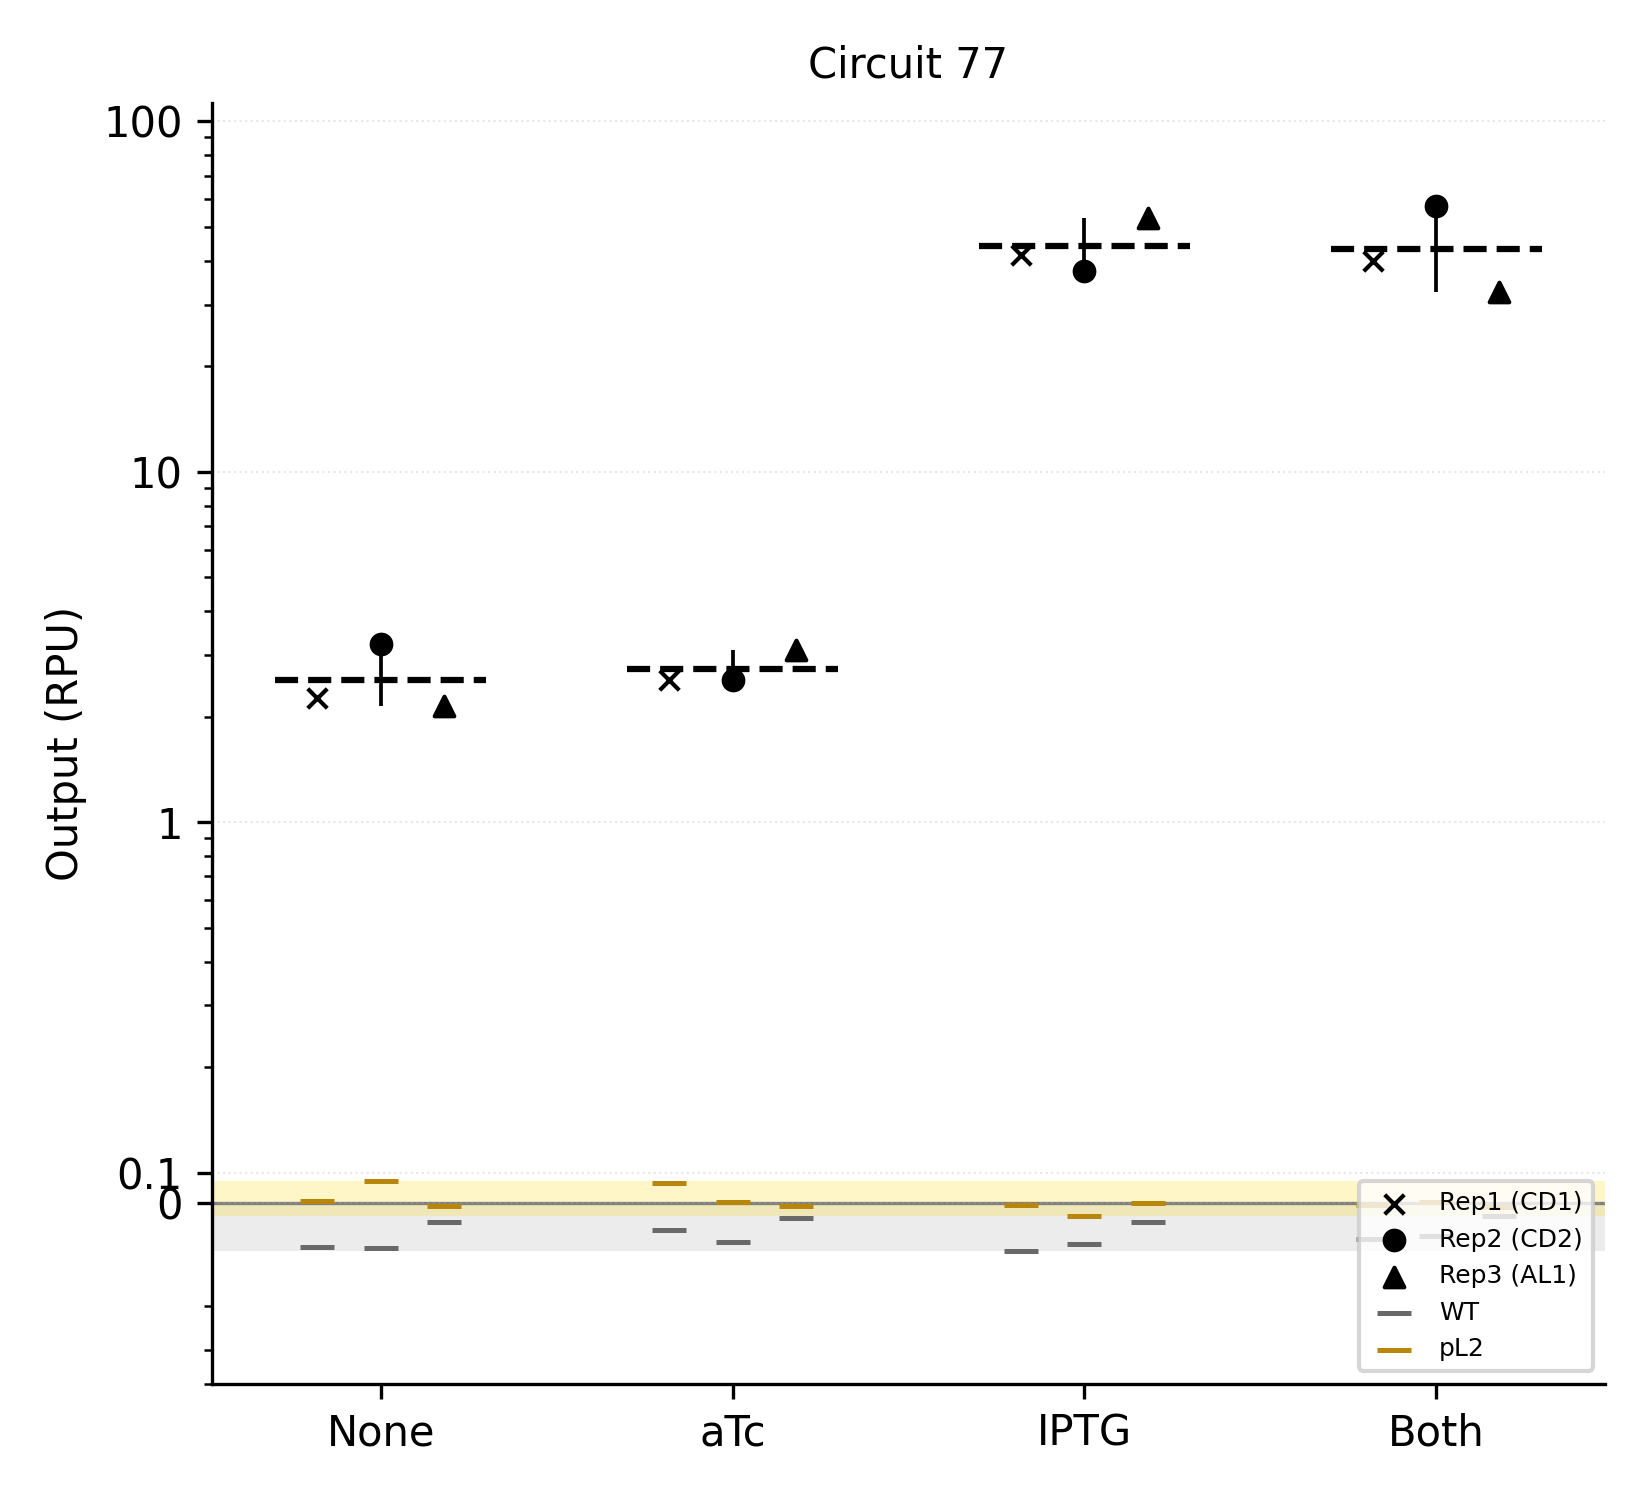 Circuit 77
Output (RPU)
100
10
1
0.1
0
None
aTc
IPTG
Both
Rep1 (CD1)
Rep2 (CD2)
Rep3 (AL1)
WT
pL2